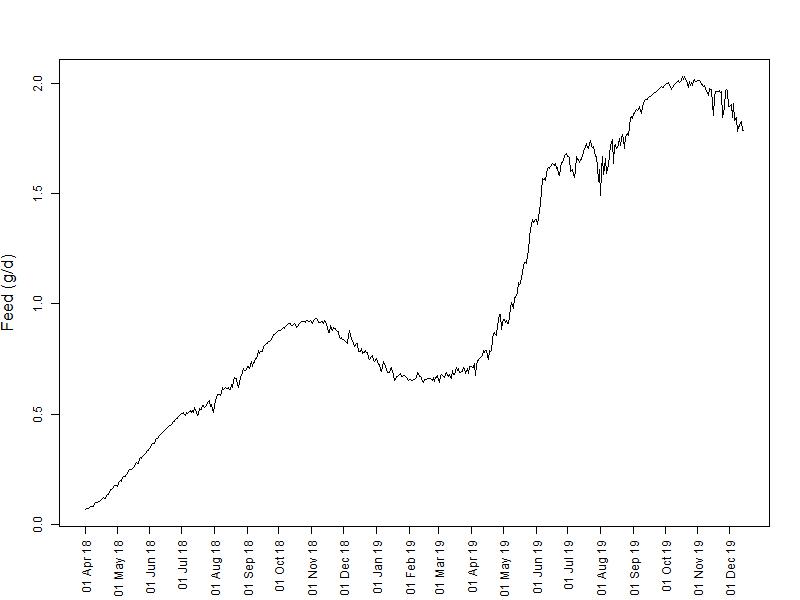 Feed (g/d)
2.0
1.5
1.0
0.5
0.0
01 Apr 18
01 May 18
01 Jun 18
01 Jul 18
01 Aug 18
01 Sep 18
01 Oct 18
01 Nov 18
01 Dec 18
01 Jan 19
01 Feb 19
01 Mar 19
01 Apr 19
01 May 19
01 Jun 19
01 Jul 19
01 Aug 19
01 Sep 19
01 Oct 19
01 Nov 19
01 Dec 19